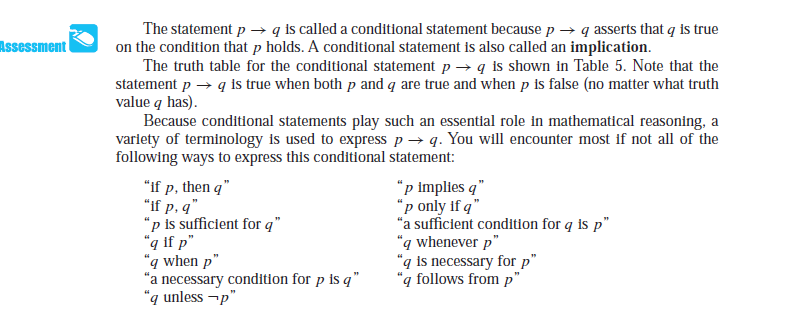 Assessment
The statement p → q is called a conditional statement because p → q asserts that q is true
on the condition that p holds. A conditional statement is also called an implication.
The truth table for the conditional statement p → q is shown in Table 5. Note that the
statement p → q is true when both p and q are true and when p is false (no matter what truth
value q has).
Because conditional statements play such an essential role in mathematical reasoning, a
variety of terminology is used to express p → q. You will encounter most if not all of the
following ways to express this conditional statement:
“if p, then q”
“if p, q”
“p is sufficient for q”
“q if p”
“q when p”
“a necessary condition for p is q”
“q unless ¬p”
“p implies q”
“p only if q”
“a sufficient condition for q is p”
“q whenever p”
“q is necessary for p”
“q follows from p”